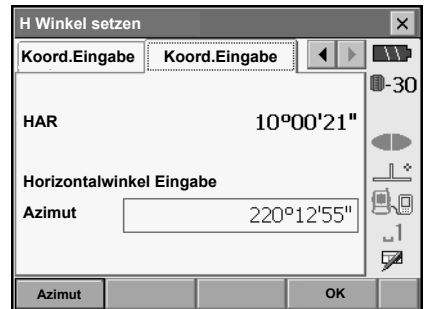 H Winkel setzen
Koord.Eingabe Koord.Eingabe
-30
HAR 10°00'21"
Horizontalwinkel Eingabe
Azimut 220°12'55"
1
Azimut OK